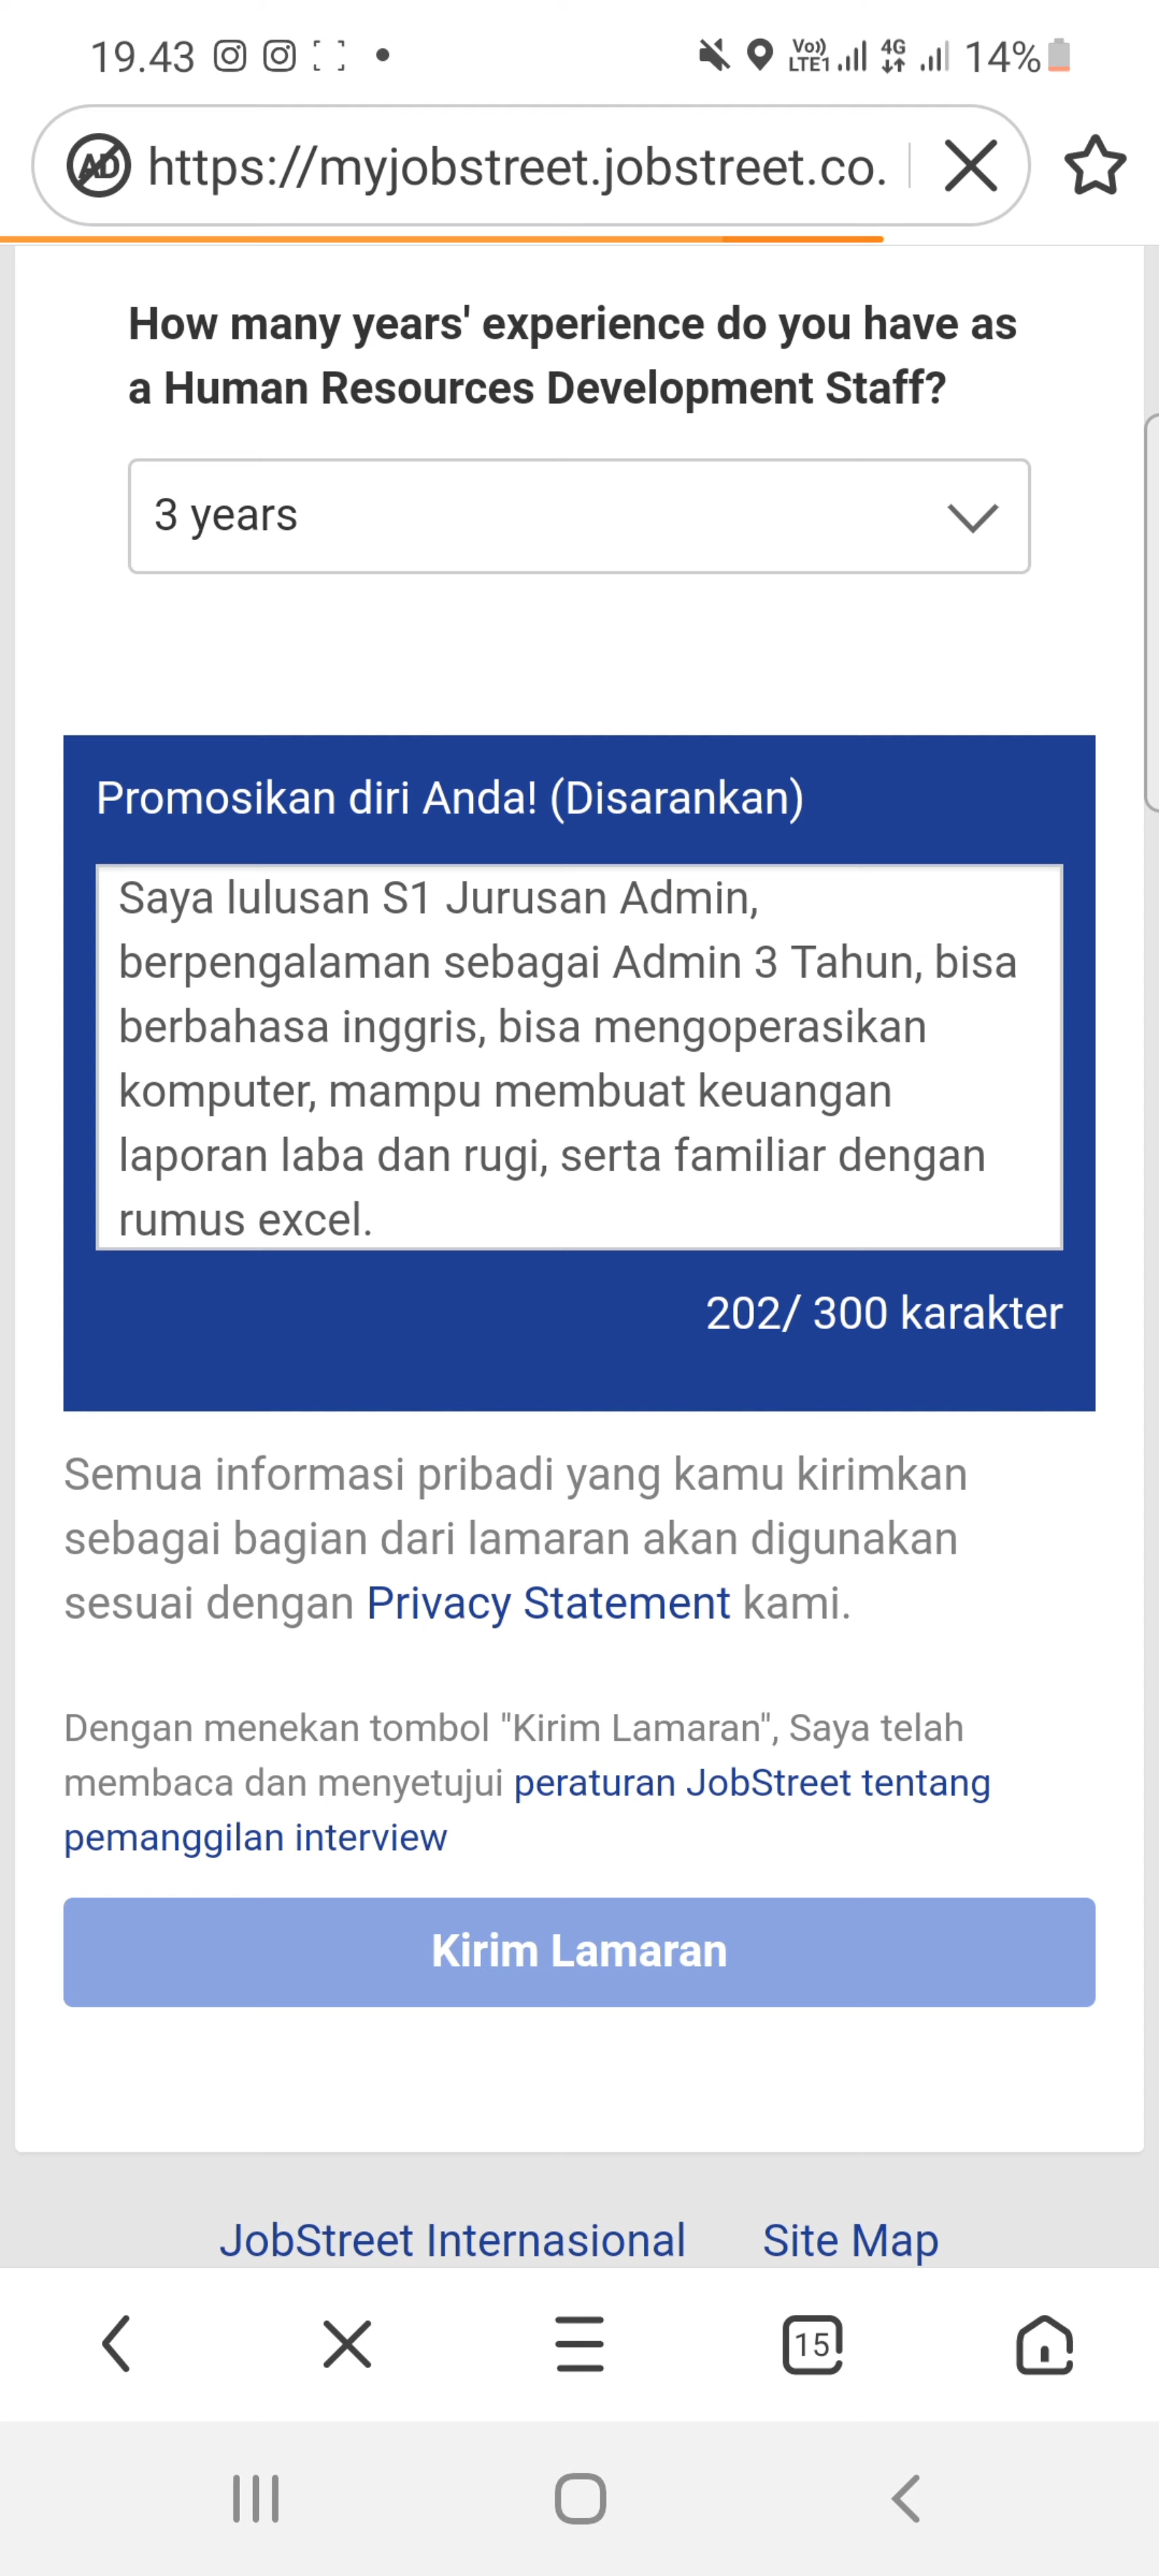 19.43
Vo)) LTE1 4G 14%
AD https://myjobstreet.jobstreet.co.
How many years' experience do you have as
a Human Resources Development Staff?
3 years
Promosikan diri Anda! (Disarankan)
Saya lulusan S1 Jurusan Admin,
berpengalaman sebagai Admin 3 Tahun, bisa
berbahasa inggris, bisa mengoperasikan
komputer, mampu membuat keuangan
laporan laba dan rugi, serta familiar dengan
rumus excel.
202/ 300 karakter
Semua informasi pribadi yang kamu kirimkan
sebagai bagian dari lamaran akan digunakan
sesuai dengan Privacy Statement kami.
Dengan menekan tombol "Kirim Lamaran", Saya telah
membaca dan menyetujui peraturan JobStreet tentang
pemanggilan interview
Kirim Lamaran
JobStreet Internasional Site Map
15